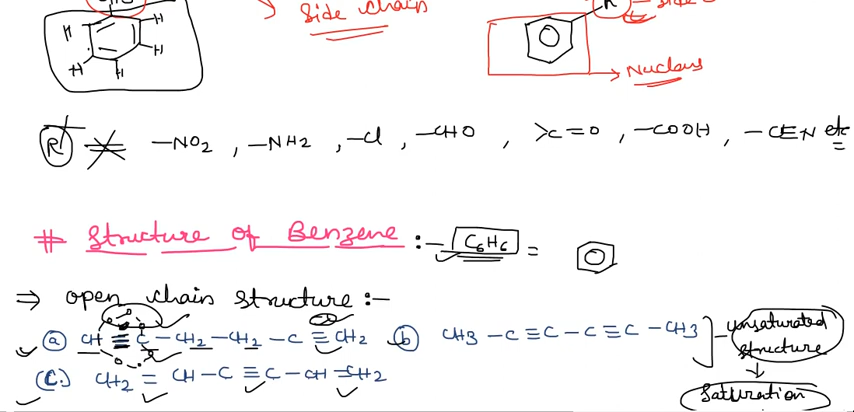 Side chain
R
H H
H H
H
Nucleus
R ≠ —NO2 , —NH2 , —Cl , —CHO , >C=O , —COOH , —C≡N etc
# Structure of Benzene :— C6H6 =
⇒ open chain structure :—
(a) CH ≡ C — CH2 — CH2 — C ≡ CH2 (b) CH3 — C ≡ C — C ≡ C — CH3 unsaturated structure
(C.) CH2 = CH — C ≡ C — CH = CH2 Saturation